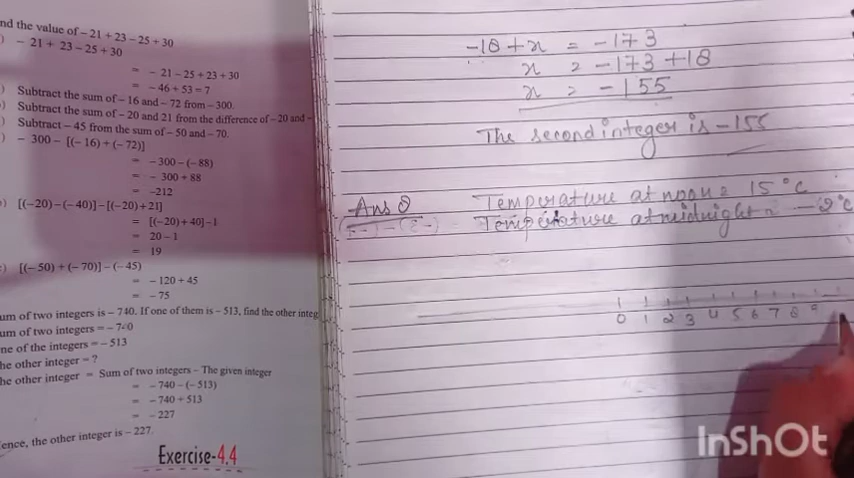 nd the value of – 21 + 23 – 25 + 30
) – 21 + 23 – 25 + 30
= – 21 – 25 + 23 + 30
= – 46 + 53 = 7
) Subtract the sum of – 16 and – 72 from – 300.
) Subtract the sum of – 20 and 21 from the difference of – 20 and –
) Subtract – 45 from the sum of – 50 and – 70.
) – 300 – [(– 16) + (– 72)]
= – 300 – (– 88)
= – 300 + 88
= –212
) [(–20) – (– 40)] – [(– 20) + 21]
= [(–20) + 40] – 1
= 20 – 1
= 19
) [(– 50) + (– 70)] – (– 45)
= – 120 + 45
= – 75
um of two integers is – 740. If one of them is – 513, find the other integ
um of two integers = – 740
ne of the integers = – 513
he other integer = ?
he other integer = Sum of two integers – The given integer
= – 740 – (– 513)
= – 740 + 513
= – 227
ence, the other integer is – 227.
Exercise-4.4
-18 + x = -173
x = -173 + 18
x = -155
The second integer is -155
Ans 8 Temperature at noon = 15°C
Temperature at midnight = -2°C
0 1 2 3 4 5 6 7 8 9
InShOt